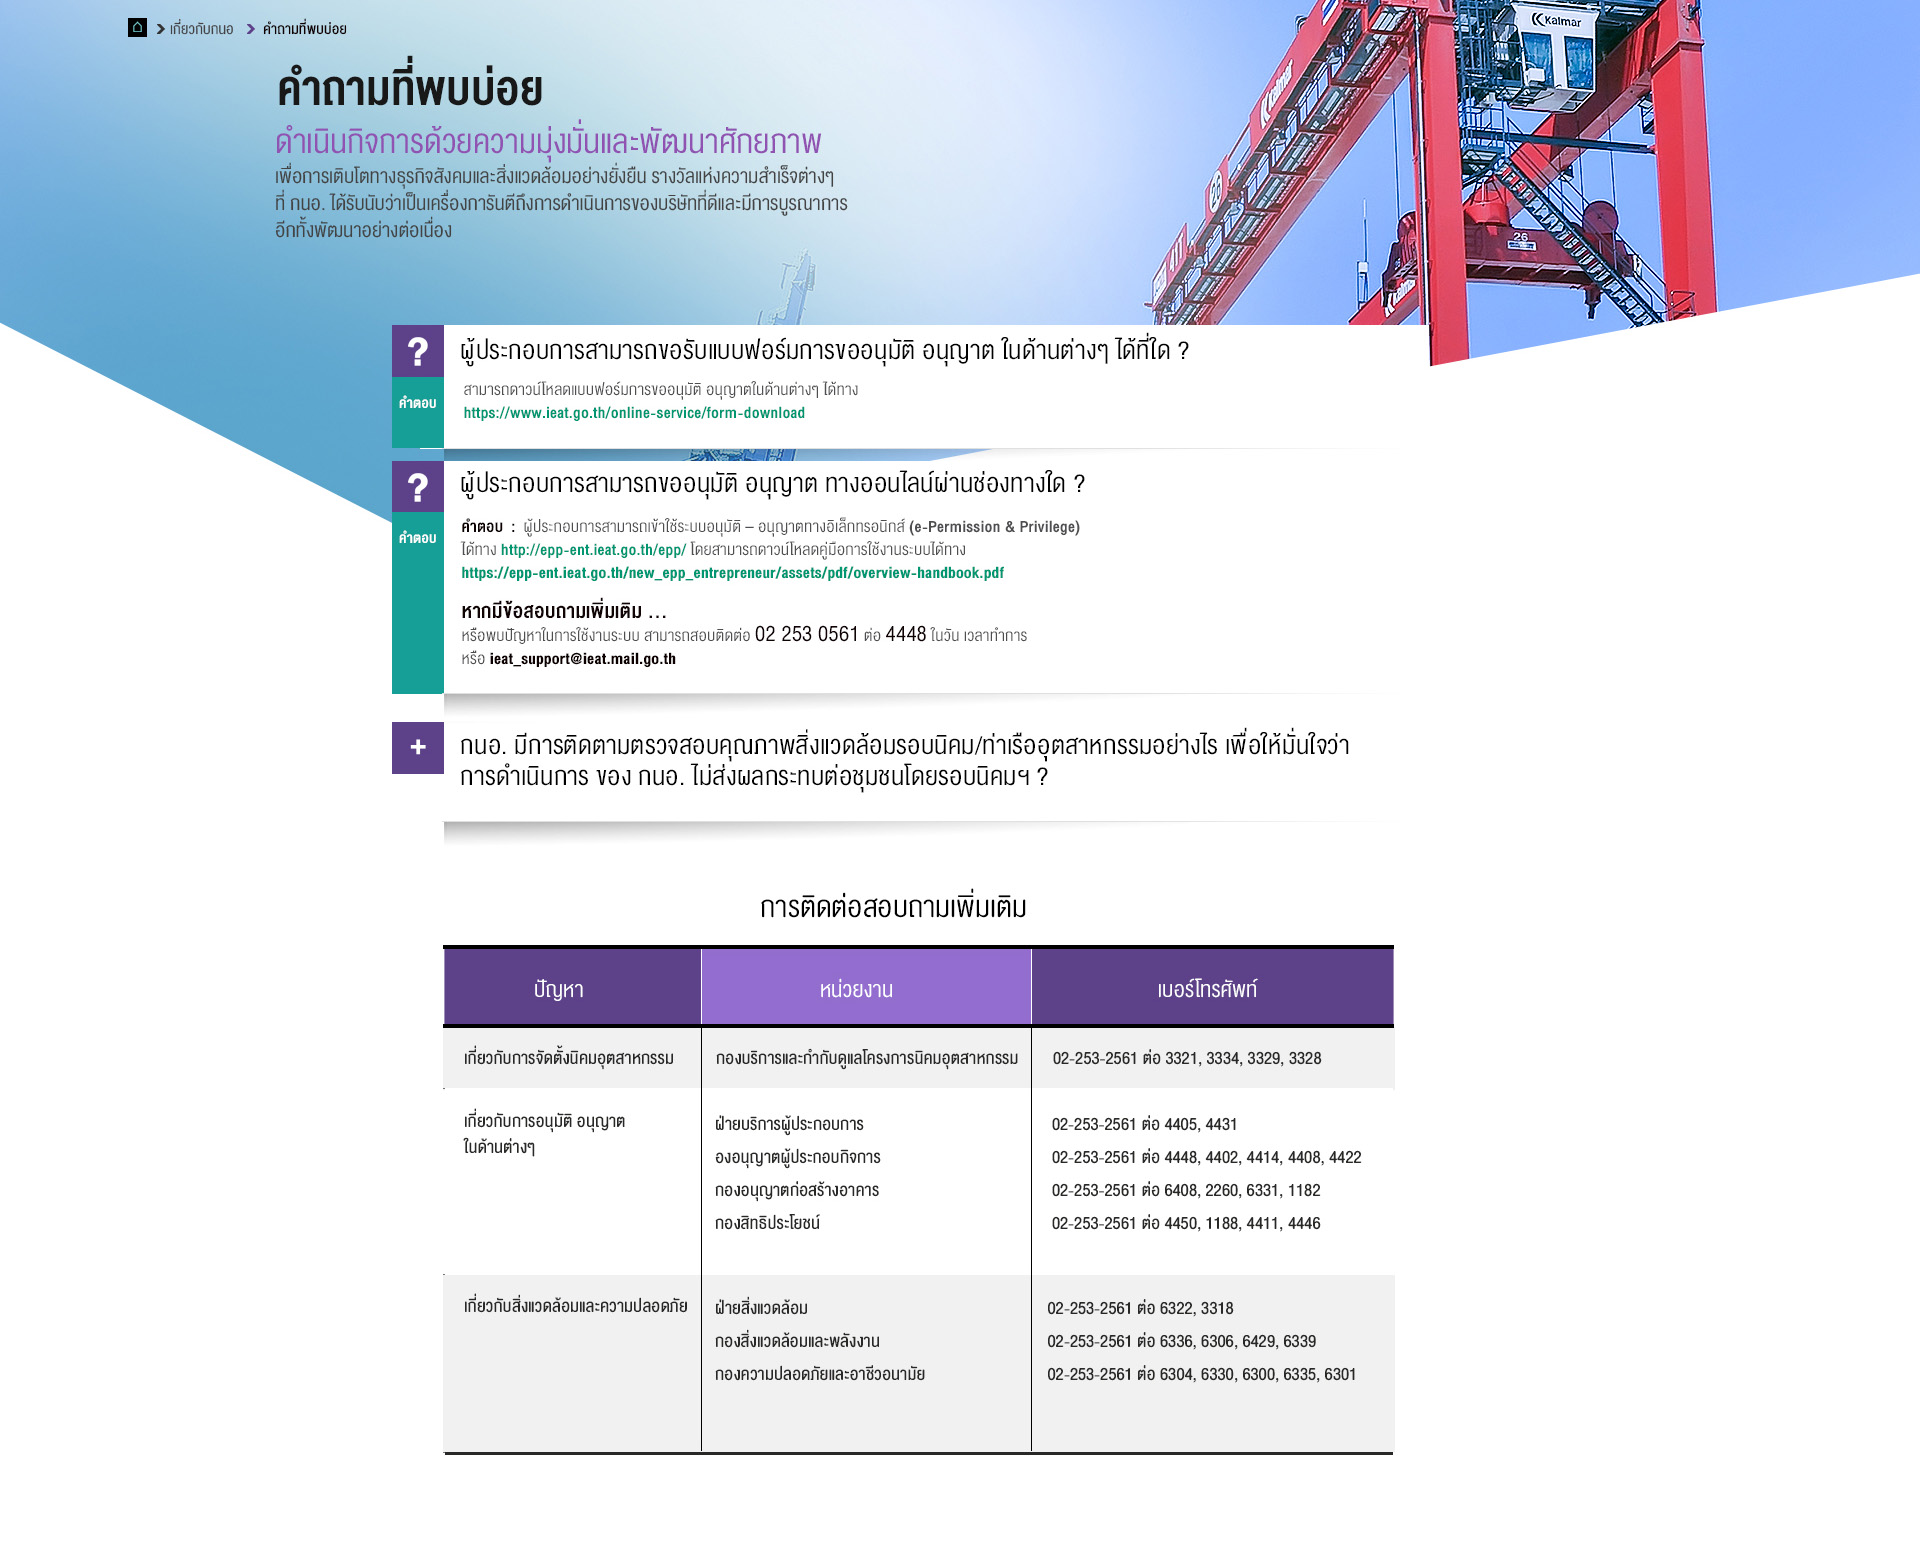 เกี่ยวกับกนอ
คำถามที่พบบ่อย
คำถามที่พบบ่อย
ดำเนินกิจการด้วยความมุ่งมั่นและพัฒนาศักยภาพ
เพื่อการเติบโตทางธุรกิจสังคมและสิ่งแวดล้อมอย่างยั่งยืน รางวัลแห่งความสำเร็จต่างๆ
ที่ กนอ. ได้รับนับว่าเป็นเครื่องการันตีถึงการดำเนินการของบริษัทที่ดีและมีการบูรณาการ
อีกทั้งพัฒนาอย่างต่อเนื่อง
Kalmar
Kalmar
26
411
26
Kalmar
?
ผู้ประกอบการสามารถขอรับแบบฟอร์มการขออนุมัติ อนุญาต ในด้านต่างๆ ได้ที่ใด ?
คำตอบ
สามารถดาวน์โหลดแบบฟอร์มการขออนุมัติ อนุญาตในด้านต่างๆ ได้ทาง
https://www.ieat.go.th/online-service/form-download
?
ผู้ประกอบการสามารถขออนุมัติ อนุญาต ทางออนไลน์ผ่านช่องทางใด ?
คำตอบ
คำตอบ : ผู้ประกอบการสามารถเข้าใช้ระบบอนุมัติ – อนุญาตทางอิเล็กทรอนิกส์ (e-Permission & Privilege)
ได้ทาง http://epp-ent.ieat.go.th/epp/ โดยสามารถดาวน์โหลดคู่มือการใช้งานระบบได้ทาง
https://epp-ent.ieat.go.th/new_epp_entrepreneur/assets/pdf/overview-handbook.pdf
หากมีข้อสอบถามเพิ่มเติม ...
หรือพบปัญหาในการใช้งานระบบ สามารถสอบติดต่อ 02 253 0561 ต่อ 4448 ในวัน เวลาทำการ
หรือ ieat_support@ieat.mail.go.th
+
กนอ. มีการติดตามตรวจสอบคุณภาพสิ่งแวดล้อมรอบนิคม/ท่าเรืออุตสาหกรรมอย่างไร เพื่อให้มั่นใจว่า
การดำเนินการ ของ กนอ. ไม่ส่งผลกระทบต่อชุมชนโดยรอบนิคมฯ ?
การติดต่อสอบถามเพิ่มเติม
ปัญหา หน่วยงาน เบอร์โทรศัพท์
เกี่ยวกับการจัดตั้งนิคมอุตสาหกรรม กองบริการและกำกับดูแลโครงการนิคมอุตสาหกรรม 02-253-2561 ต่อ 3321, 3334, 3329, 3328
เกี่ยวกับการอนุมัติ อนุญาต
ในด้านต่างๆ
ฝ่ายบริการผู้ประกอบการ 02-253-2561 ต่อ 4405, 4431
องอนุญาตผู้ประกอบกิจการ 02-253-2561 ต่อ 4448, 4402, 4414, 4408, 4422
กองอนุญาตก่อสร้างอาคาร 02-253-2561 ต่อ 6408, 2260, 6331, 1182
กองสิทธิประโยชน์ 02-253-2561 ต่อ 4450, 1188, 4411, 4446
เกี่ยวกับสิ่งแวดล้อมและความปลอดภัย ฝ่ายสิ่งแวดล้อม 02-253-2561 ต่อ 6322, 3318
กองสิ่งแวดล้อมและพลังงาน 02-253-2561 ต่อ 6336, 6306, 6429, 6339
กองความปลอดภัยและอาชีวอนามัย 02-253-2561 ต่อ 6304, 6330, 6300, 6335, 6301